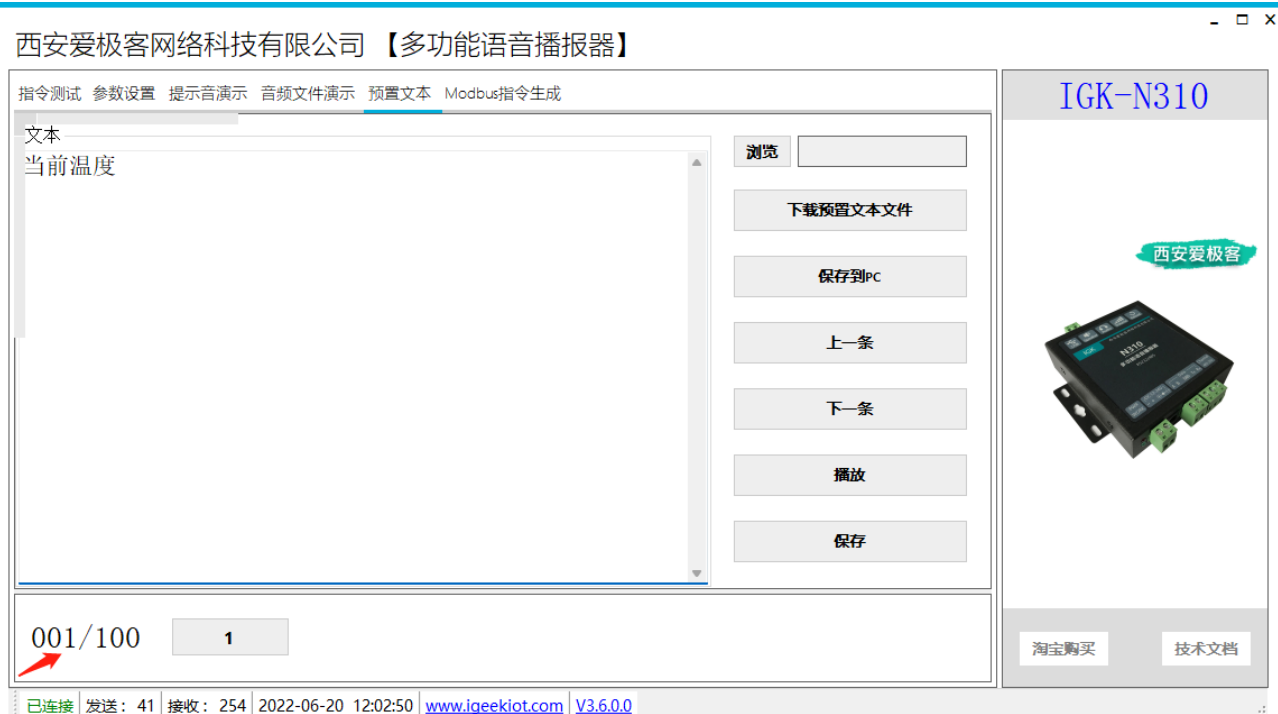 西安爱极客网络科技有限公司 【多功能语音播报器】
指令测试 参数设置 提示音演示 音频文件演示 预置文本 Modbus指令生成
IGK-N310
文本
当前温度
浏览
下载预置文本文件
保存到PC
上一条
下一条
播放
保存
西安爱极客
IGK
N310
001/100
1
淘宝购买 技术文档
已连接 发送: 41 接收: 254 2022-06-20 12:02:50 www.igeekiot.com V3.6.0.0